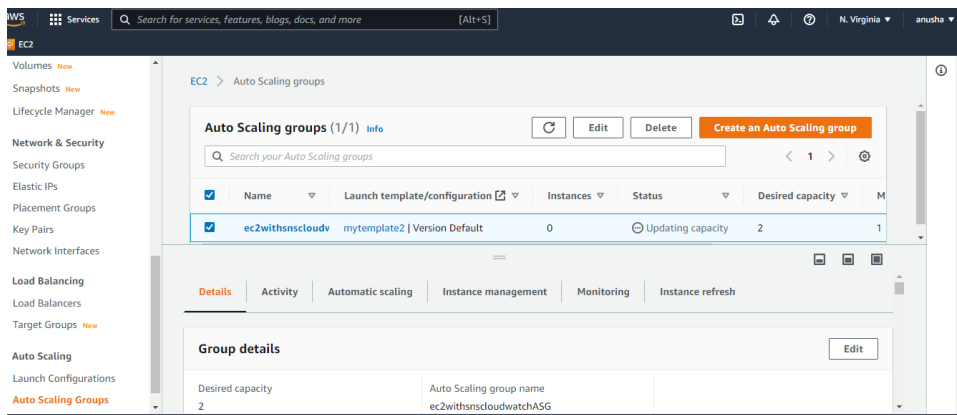 aws Services Search for services, features, blogs, docs, and more [Alt+S] N. Virginia anusha
EC2
Volumes New
Snapshots New
Lifecycle Manager New
Network & Security
Security Groups
Elastic IPs
Placement Groups
Key Pairs
Network Interfaces
Load Balancing
Load Balancers
Target Groups New
Auto Scaling
Launch Configurations
Auto Scaling Groups
EC2 > Auto Scaling groups
Auto Scaling groups (1/1) Info Edit Delete Create an Auto Scaling group
Search your Auto Scaling groups < 1 >
Name Launch template/configuration Instances Status Desired capacity M
ec2withsnscloudv mytemplate2 | Version Default 0 Updating capacity 2 1
Details Activity Automatic scaling Instance management Monitoring Instance refresh
Group details Edit
Desired capacity Auto Scaling group name
2 ec2withsnscloudwatchASG